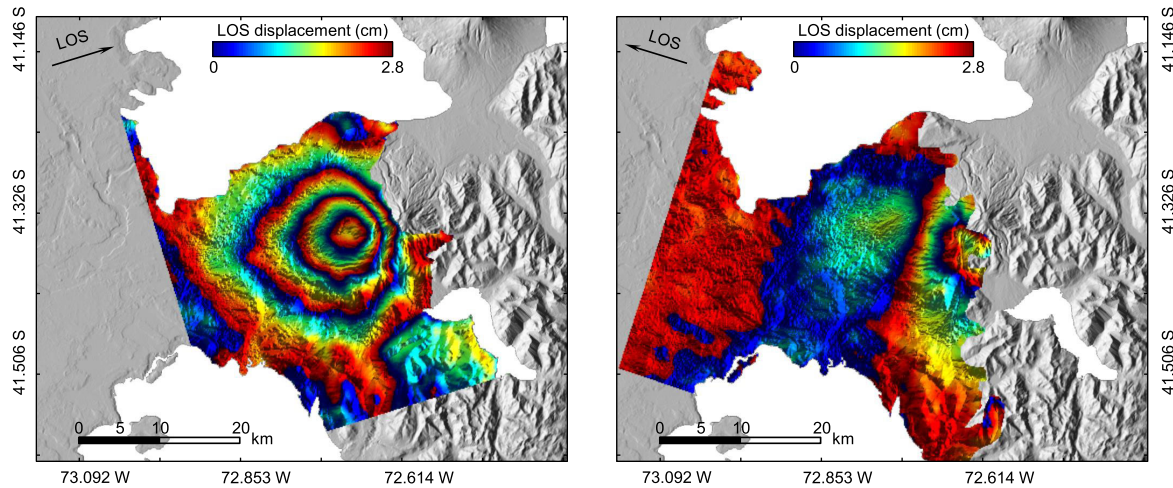 LOS
LOS displacement (cm)
0 2.8
41.146 S
41.326 S
41.506 S
0 5 10 20
km
73.092 W 72.853 W 72.614 W
LOS
LOS displacement (cm)
0 2.8
41.146 S
41.326 S
41.506 S
0 5 10 20
km
73.092 W 72.853 W 72.614 W